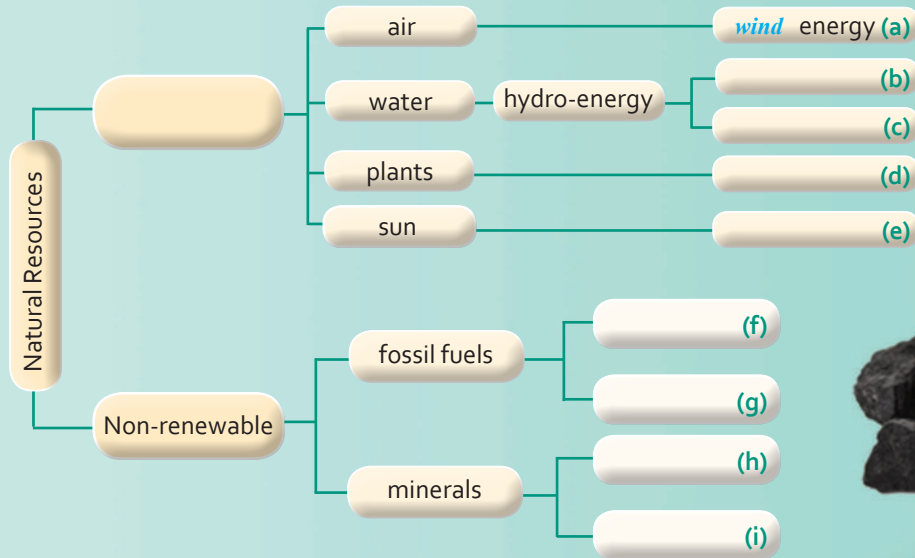 Natural Resources
air
wind energy (a)
water
hydro-energy
(b)
(c)
plants
(d)
sun
(e)
Non-renewable
fossil fuels
(f)
(g)
minerals
(h)
(i)